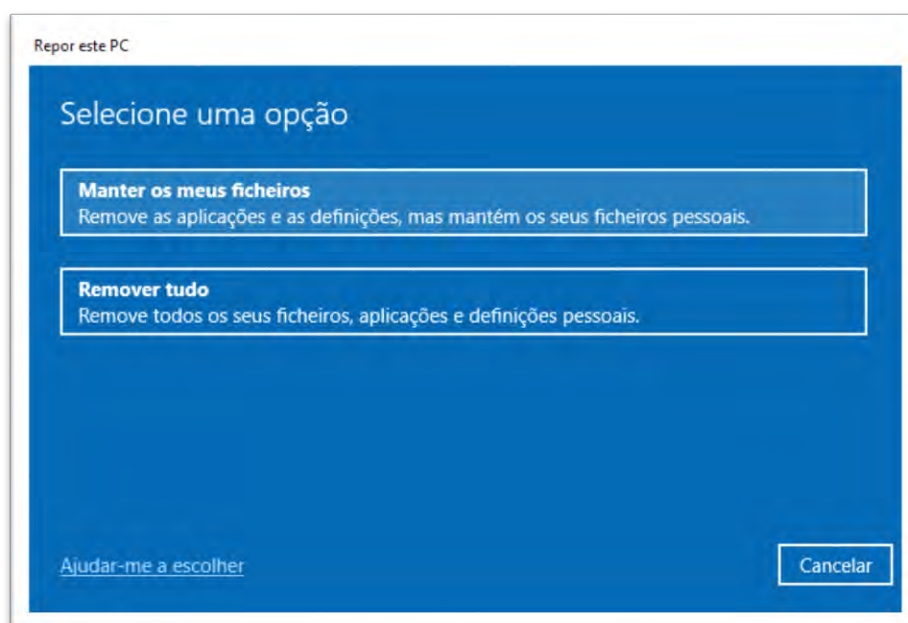 Repor este PC
Selecione uma opção
Manter os meus ficheiros
Remove as aplicações e as definições, mas mantém os seus ficheiros pessoais.
Remover tudo
Remove todos os seus ficheiros, aplicações e definições pessoais.
Ajudar-me a escolher
Cancelar